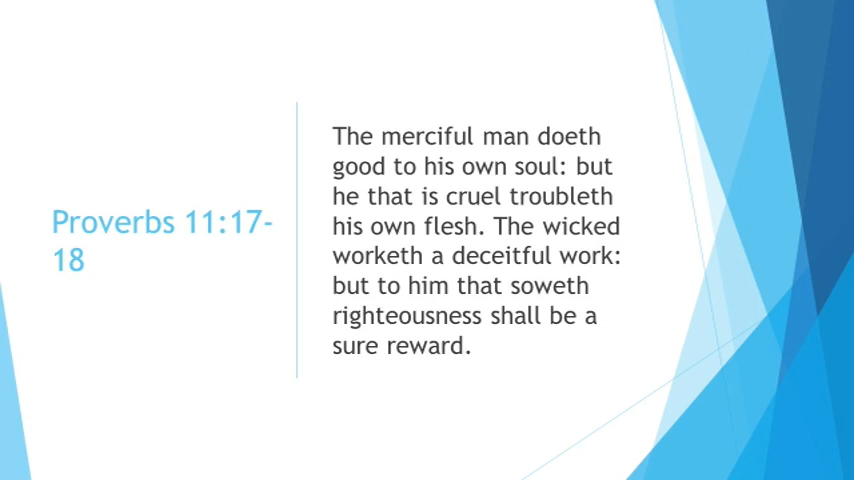 Proverbs 11:17-
18
The merciful man doeth
good to his own soul: but
he that is cruel troubleth
his own flesh. The wicked
worketh a deceitful work:
but to him that soweth
righteousness shall be a
sure reward.